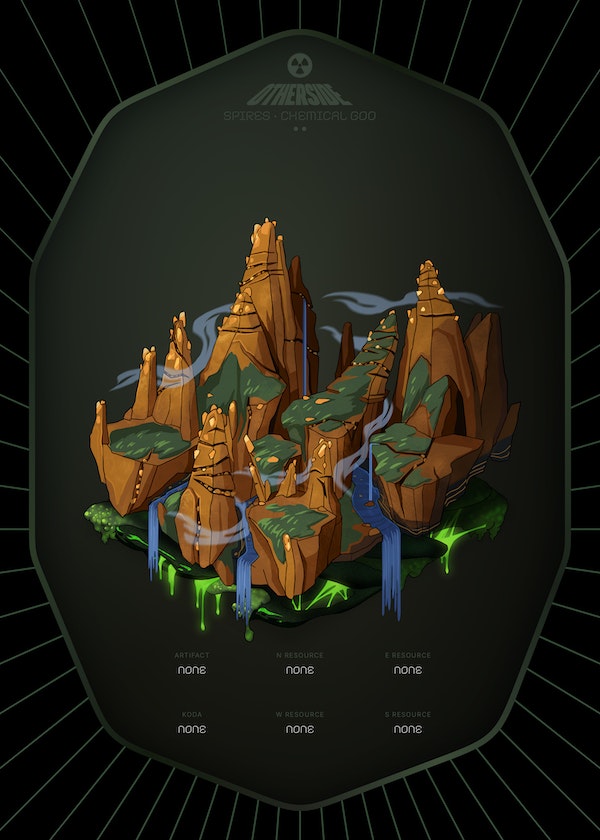 OTHERSIDE
SPIRES - CHEMICAL GOO
ARTIFACT
none
N RESOURCE
none
E RESOURCE
none
KODA
none
W RESOURCE
none
S RESOURCE
none